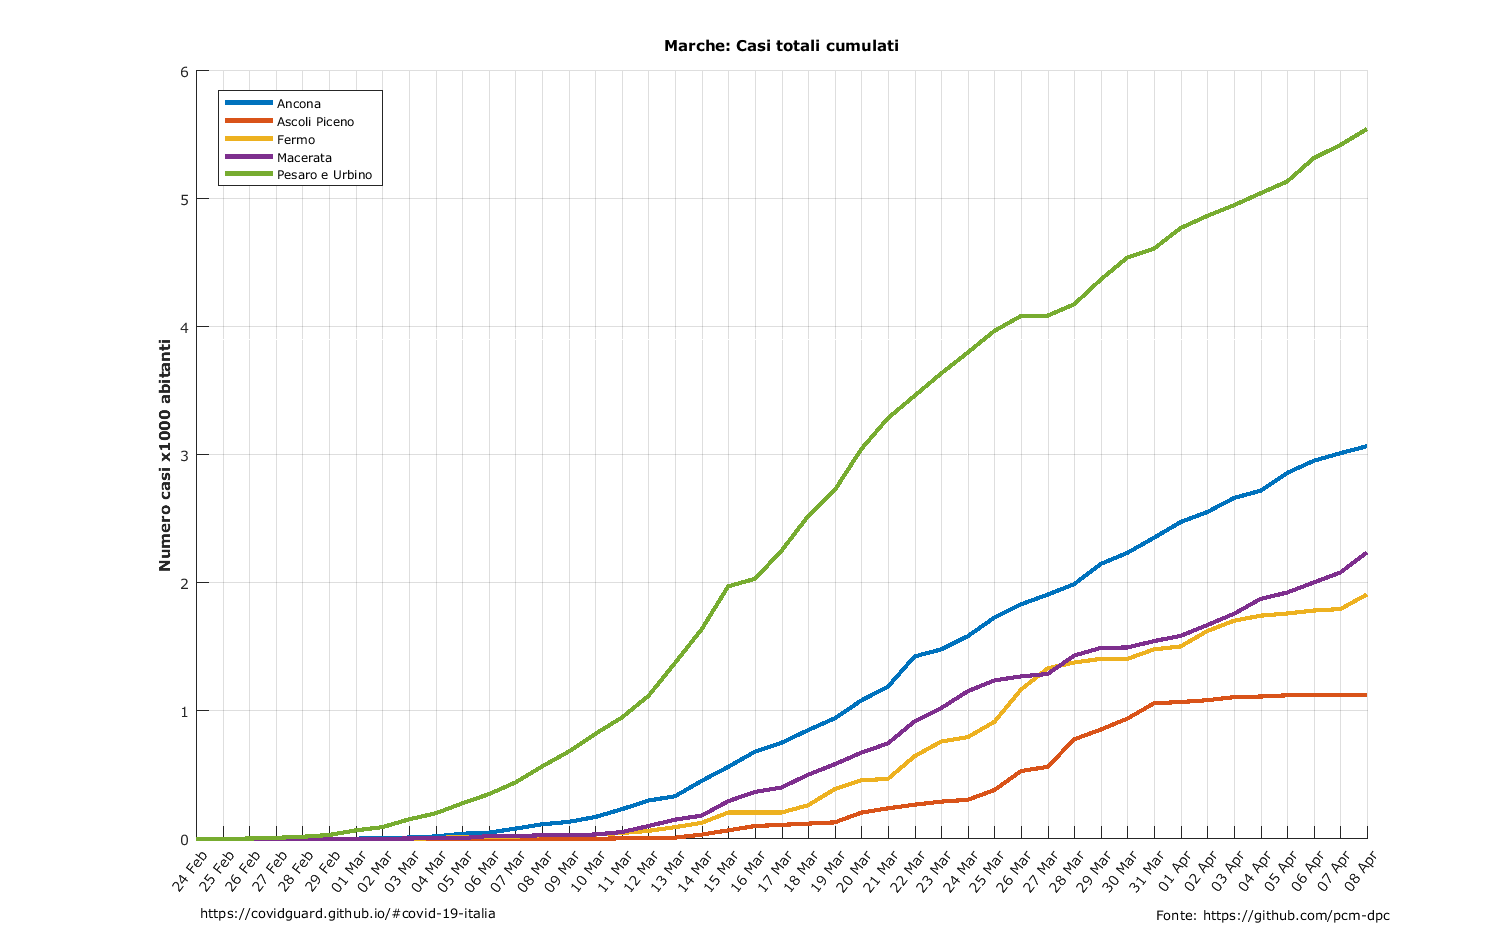 Marche: Casi totali cumulati
Numero casi x1000 abitanti
6
5
4
3
2
1
0
Ancona
Ascoli Piceno
Fermo
Macerata
Pesaro e Urbino
24 Feb
25 Feb
26 Feb
27 Feb
28 Feb
29 Feb
01 Mar
02 Mar
03 Mar
04 Mar
05 Mar
06 Mar
07 Mar
08 Mar
09 Mar
10 Mar
11 Mar
12 Mar
13 Mar
14 Mar
15 Mar
16 Mar
17 Mar
18 Mar
19 Mar
20 Mar
21 Mar
22 Mar
23 Mar
24 Mar
25 Mar
26 Mar
27 Mar
28 Mar
29 Mar
30 Mar
31 Mar
01 Apr
02 Apr
03 Apr
04 Apr
05 Apr
06 Apr
07 Apr
08 Apr
https://covidguard.github.io/#covid-19-italia
Fonte: https://github.com/pcm-dpc